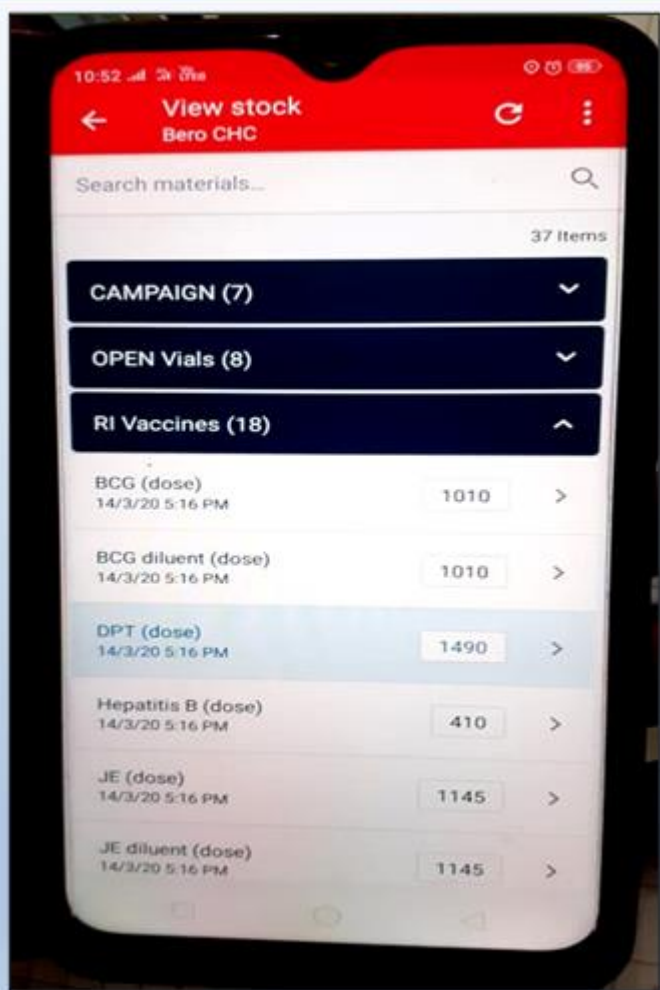 10:52
View stock
Bero CHC
Search materials...
37 Items
CAMPAIGN (7)
OPEN Vials (8)
RI Vaccines (18)
BCG (dose)
14/3/20 5:16 PM
1010
BCG diluent (dose)
14/3/20 5:16 PM
1010
DPT (dose)
14/3/20 5:16 PM
1490
Hepatitis B (dose)
14/3/20 5:16 PM
410
JE (dose)
14/3/20 5:16 PM
1145
JE diluent (dose)
14/3/20 5:16 PM
1145